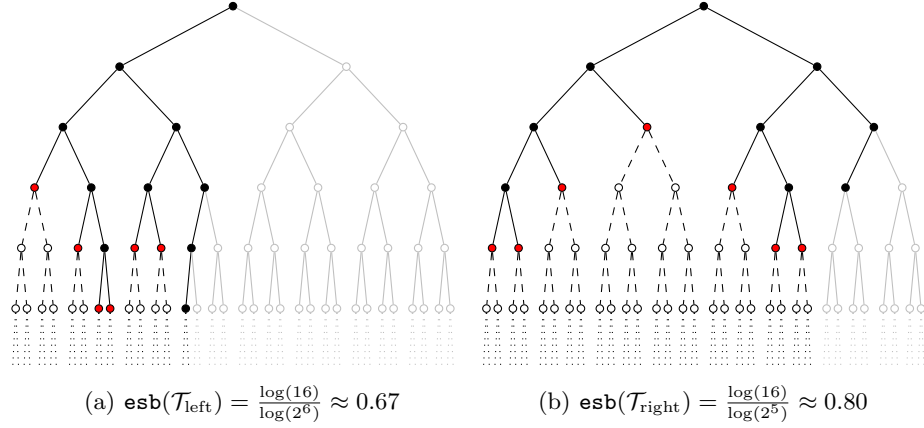 (a) esb(𝒯_left) = log(16)/log(2^6) ≈ 0.67
(b) esb(𝒯_right) = log(16)/log(2^5) ≈ 0.80